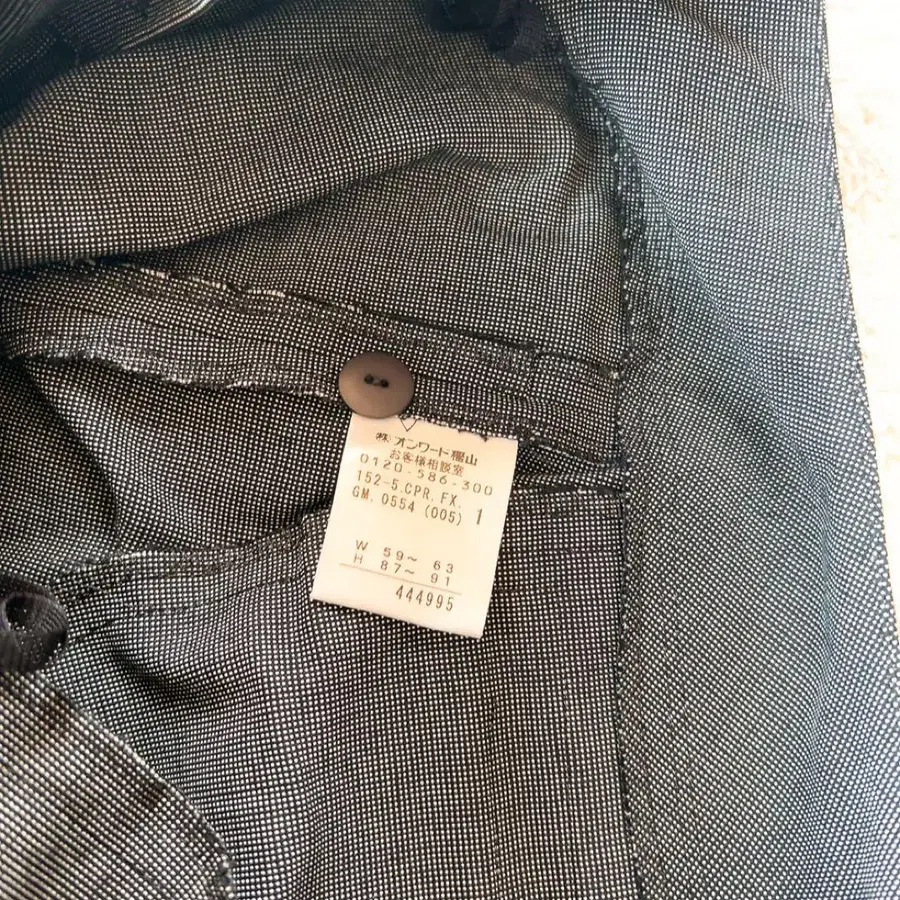 ㈱オンワード樫山
お客様相談室
0120-586-300
152-5.CPR.FX.
GM.0554 (005) 1
W 59～ 63
H 87～ 91
444995